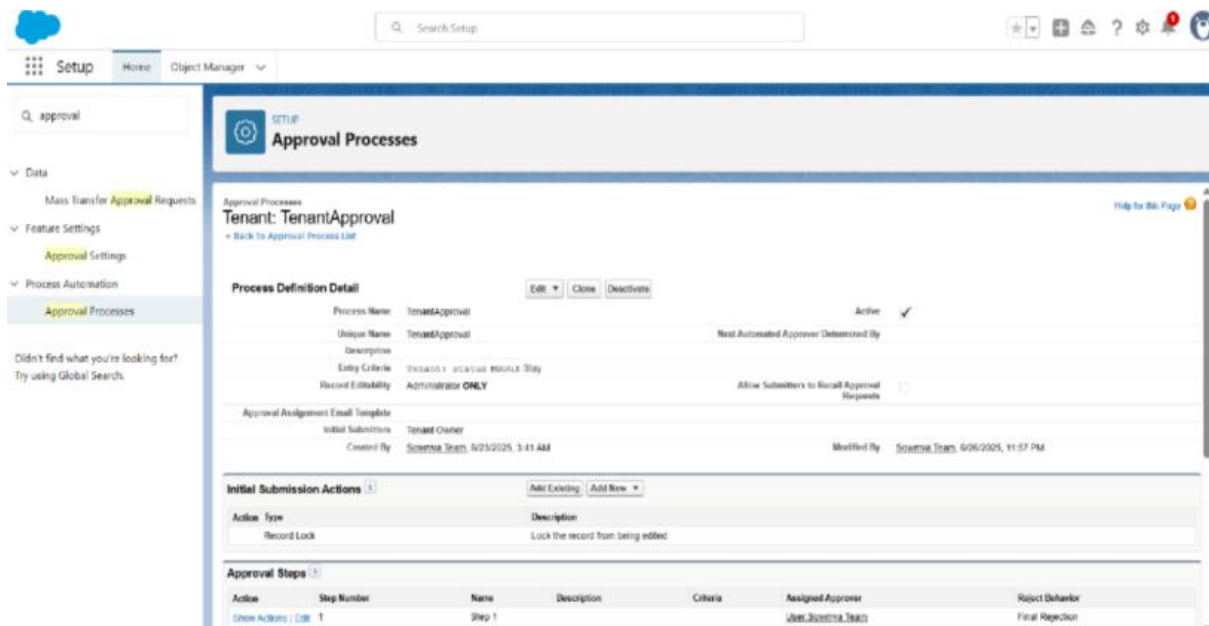 Search Setup
1
Setup Home Object Manager
approval
SETUP
Approval Processes
Data
Mass Transfer Approval Requests
Feature Settings
Approval Settings
Process Automation
Approval Processes
Didn't find what you're looking for?
Try using Global Search.
Approval Processes
Tenant: TenantApproval
« Back to Approval Process List
Help for this Page
Process Definition Detail Edit Clone Deactivate
Process Name TenantApproval Active
Unique Name TenantApproval Next Automated Approver Determined By
Description
Entry Criteria Tenant: status EQUALS Stay
Record Editability Administrator ONLY Allow Submitters to Recall Approval Requests
Approval Assignment Email Template
Initial Submitters Tenant Owner
Created By Team, 6/23/2025, 3:41 AM Modified By Team, 6/26/2025, 11:57 PM
Initial Submission Actions Add Existing Add New
Action Type Description
Record Lock Lock the record from being edited
Approval Steps
Action Step Number Name Description Criteria Assigned Approver Reject Behavior
Show Actions | Edit 1 Step 1 User: Team Final Rejection